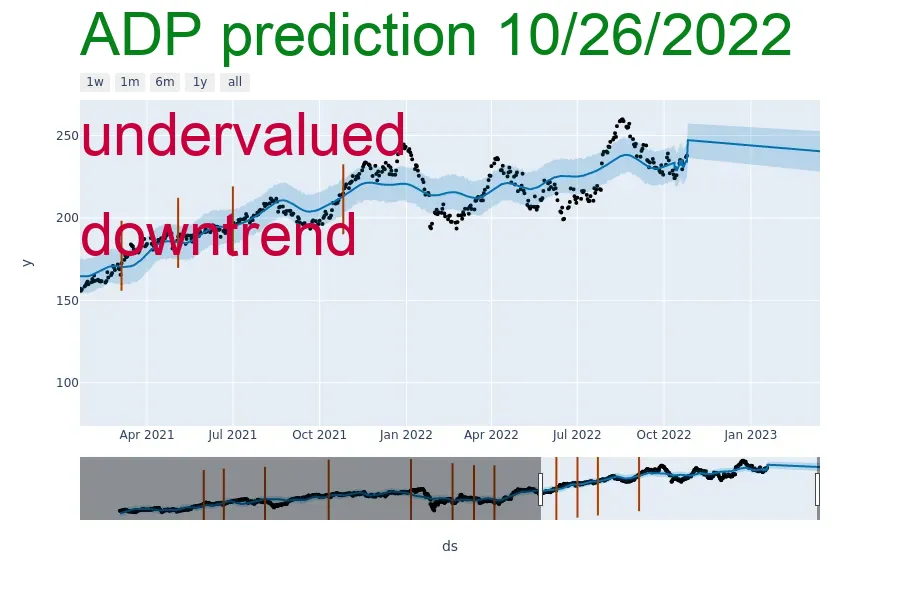 ADP prediction 10/26/2022
1w 1m 6m 1y all
undervalued
downtrend
250
200
150
100
y
Apr 2021 Jul 2021 Oct 2021 Jan 2022 Apr 2022 Jul 2022 Oct 2022 Jan 2023
ds